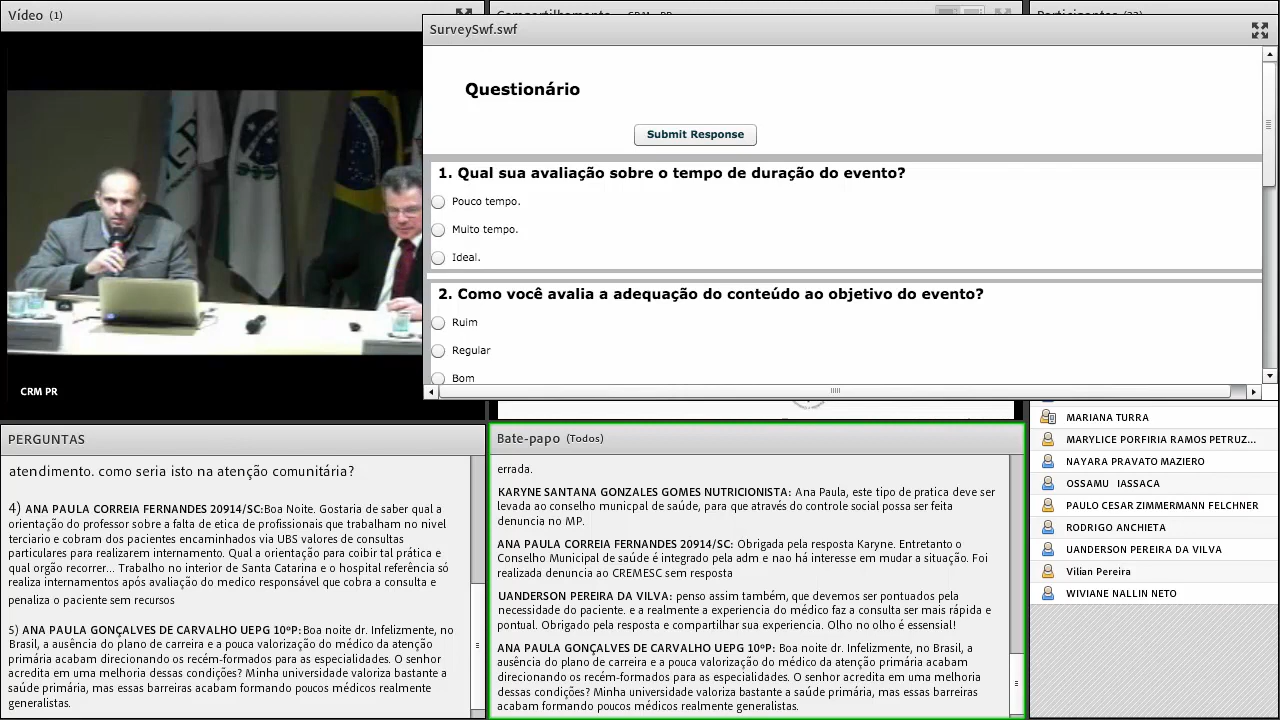 Vídeo (1)
SurveySwf.swf
Questionário
Submit Response
1. Qual sua avaliação sobre o tempo de duração do evento?
Pouco tempo.
Muito tempo.
Ideal.
2. Como você avalia a adequação do conteúdo ao objetivo do evento?
Ruim
Regular
Bom
CRM PR
PERGUNTAS
atendimento. como seria isto na atenção comunitária?
4) ANA PAULA CORREIA FERNANDES 20914/SC:Boa Noite. Gostaria de saber qual a
orientação do professor sobre a falta de etica de profissionais que trabalham no nivel
terciario e cobram dos pacientes encaminhados via UBS valores de consultas
particulares para realizarem internamento. Qual a orientação para coibir tal prática e
qual orgão recorrer... Trabalho no interior de Santa Catarina e o hospital referência só
realiza internamentos após avaliação do medico responsável que cobra a consulta e
penaliza o paciente sem recursos
5) ANA PAULA GONÇALVES DE CARVALHO UEPG 10ºP:Boa noite dr. Infelizmente, no
Brasil, a ausência do plano de carreira e a pouca valorização do médico da atenção
primária acabam direcionando os recém-formados para as especialidades. O senhor
acredita em uma melhoria dessas condições? Minha universidade valoriza bastante a
saúde primária, mas essas barreiras acabam formando poucos médicos realmente
generalistas.
Bate-papo (Todos)
errada.
KARYNE SANTANA GONZALES GOMES NUTRICIONISTA: Ana Paula, este tipo de pratica deve ser
levada ao conselho municpal de saúde, para que através do controle social possa ser feita
denuncia no MP.
ANA PAULA CORREIA FERNANDES 20914/SC: Obrigada pela resposta Karyne. Entretanto o
Conselho Municipal de saúde é integrado pela adm e nao há interesse em mudar a situação. Foi
realizada denuncia ao CREMESC sem resposta
UANDERSON PEREIRA DA VILVA: penso assim também, que devemos ser pontuados pela
necessidade do paciente. e a realmente a experiencia do médico faz a consulta ser mais rápida e
pontual. Obrigado pela resposta e compartilhar sua experiencia. Olho no olho é essensial!
ANA PAULA GONÇALVES DE CARVALHO UEPG 10ºP: Boa noite dr. Infelizmente, no Brasil, a
ausência do plano de carreira e a pouca valorização do médico da atenção primária acabam
direcionando os recém-formados para as especialidades. O senhor acredita em uma melhoria
dessas condições? Minha universidade valoriza bastante a saúde primária, mas essas barreiras
acabam formando poucos médicos realmente generalistas.
MARIANA TURRA
MARYLICE PORFIRIA RAMOS PETRUZ...
NAYARA PRAVATO MAZIERO
OSSAMU IASSACA
PAULO CESAR ZIMMERMANN FELCHNER
RODRIGO ANCHIETA
UANDERSON PEREIRA DA VILVA
Vilian Pereira
WIVIANE NALLIN NETO